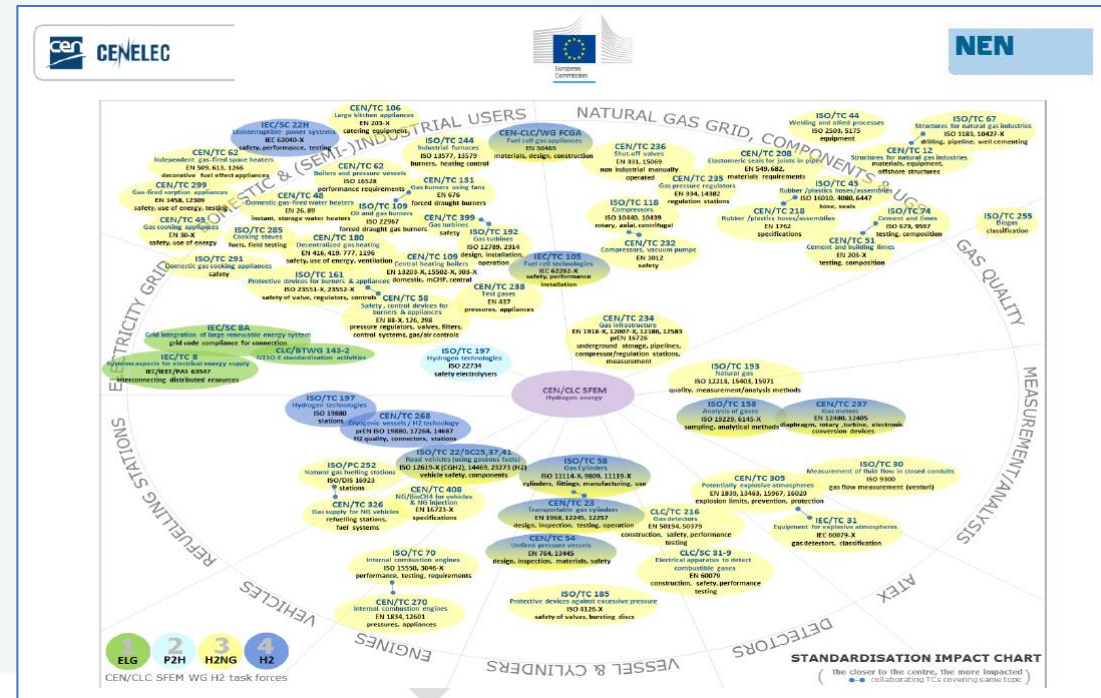 cen CENELEC
European
Commission
NEN
DOMESTIC & (SEMI-)INDUSTRIAL USERS
NATURAL GAS GRID, COMPONENTS & UGS
GAS QUALITY
MEASUREMENT/ANALYSIS
ATEX
DETECTORS
VESSEL & CYLINDERS
ENGINES
VEHICLES
REFUELLING STATIONS
ELECTRICITY GRID
CEN/TC 106
Large kitchen appliances
EN 203-X
catering equipment
IEC/SC 22H
Uninterruptible power systems
IEC 62040-X
safety, performance, testing
ISO/TC 244
Industrial furnaces
ISO 13577, 13579
burners, heating control
CEN-CLC/WG FCGA
Fuel cell gas appliances
EN 50465
materials, design, construction
CEN/TC 236
Shut-off valves
EN 331, 15069
non industrial manually
operated
ISO/TC 44
Welding and allied processes
ISO 2503, 5175
equipment
ISO/TC 67
Structures for natural gas industries
ISO 3183, 10427-X
drilling, pipeline, well cementing
CEN/TC 12
Structures for natural gas industries
materials, equipment,
offshore structures
CEN/TC 208
Elastomeric seals for joints in pipes
EN 549, 682,
materials requirements
CEN/TC 62
Independent gas-fired space heaters
EN 509, 613, 1266
decorative fuel effect appliances
CEN/TC 62
Boilers and pressure vessels
ISO 16528
performance requirements
CEN/TC 131
Gas burners using fans
EN 676
forced draught burners
CEN/TC 235
Gas pressure regulators
EN 334, 14382
regulation stations
ISO/TC 45
Rubber /plastics hoses/assemblies
ISO 16010, 4080, 6447
hose, seals
CEN/TC 299
Gas-fired sorption appliances
EN 1458, 12309
safety, use of energy, testing
CEN/TC 48
Domestic gas-fired water heaters
EN 26, 89
instant, storage water heaters
ISO/TC 109
Oil and gas burners
ISO 22967
forced draught gas burners
CEN/TC 399
Gas turbines
safety
ISO/TC 118
Compressors
ISO 10440, 10439
rotary, axial, centrifugal
CEN/TC 218
Rubber /plastics hoses/assemblies
EN 1762
specifications
ISO/TC 74
Cement and limes
ISO 679, 9597
testing, composition
ISO/TC 255
Biogas
classification
CEN/TC 49
Gas cooking appliances
EN 30-X
safety, use of energy
ISO/TC 285
Cooking stoves
fuels, field testing
CEN/TC 180
Decentralized gas heating
EN 416, 419, 777, 1196
safety, use of energy, ventilation
ISO/TC 192
Gas turbines
ISO 12789, 2314
design, installation,
operation
CEN/TC 232
Compressors, vacuum pumps
EN 1012
safety
CEN/TC 51
Cement and building limes
EN 203-X
testing, composition
ISO/TC 291
Domestic gas cooking appliances
safety
CEN/TC 109
Central heating boilers
EN 13203-X, 15502-X, 303-X
domestic, mCHP, central
IEC/TC 105
Fuel cell technologies
IEC 62282-X
safety, performance
installation
ISO/TC 161
Protective devices for burners & appliances
ISO 23551-X, 23552-X
safety of valve, regulators, controls
CEN/TC 58
Safety , control devices for
burners & appliances
EN 88-X, 126, 298
pressure regulators, valves, filters,
control systems, gas/air controls
CEN/TC 238
Test gases
EN 437
pressures, appliances
CEN/TC 234
Gas infrastructure
EN 1918-X, 12007-X, 12186, 12583
prEN 16726
underground storage, pipelines,
compressor/regulation stations,
measurement
IEC/SC 8A
Grid integration of large renewable energy system
grid code compliance for connection
CLC/BTWG 143-2
standardization activities
IEC/TC 8
Systems aspects for electrical energy supply
IEC/IEEE/PAS 63547
interconnecting distributed resources
ISO/TC 197
Hydrogen technologies
ISO 22734
safety electrolysers
CEN/CLC SFEM
Hydrogen energy
ISO/TC 193
Natural gas
ISO 12213, 15403, 15971
quality, measurement/analysis methods
ISO/TC 197
Hydrogen technologies
ISO 19880
stations
CEN/TC 268
Cryogenic vessels / H2 technology
prEN ISO 19880, 17268, 14687
H2 quality, connectors, stations
ISO/TC 158
Analysis of gases
ISO 19229, 6145-X
sampling, analytical methods
CEN/TC 237
Gas meters
EN 12480, 12405
diaphragm, rotary ,turbine, electronic
conversion devices
ISO/TC 22/SC25,37,41
Road vehicles (using gaseous fuels)
ISO 12619-X (CGH2), 14469, 23273 (H2)
vehicle safety, components
ISO/TC 58
Gas Cylinders
ISO 11114-X, 9809, 11119-X
cylinders, fittings, manufacturing, use
ISO/TC 30
Measurement of fluid flow in closed conduits
ISO 9300
gas flow measurement (venturi)
ISO/PC 252
Natural gas fuelling stations
ISO/DIS 16923
stations
CEN/TC 326
Gas supply for NG vehicles
refuelling stations,
fuel systems
CEN/TC 408
NG/BioCH4 for vehicles
& NG injection
EN 16723-X
specifications
CEN/TC 23
Transportable gas cylinders
EN 1968, 12245, 12257
design, inspection, testing, operation
CEN/TC 305
Potentially explosive atmospheres
EN 1839, 13463, 15967, 16020
explosion limits, prevention, protection
IEC/TC 31
Equipment for explosive atmospheres
IEC 60079-X
gas detectors, classification
CLC/TC 216
Gas detectors
EN 50194, 50379
construction, safety, performance
testing
CEN/TC 54
Unfired pressure vessels
EN 764, 13445
design, inspection, materials, safety
CLC/SC 31-9
Electrical apparatus to detect
combustible gases
EN 60079
construction, safety, performance
testing
ISO/TC 70
Internal combustion engines
ISO 15550, 3046-X
performance, testing, requirements
CEN/TC 270
Internal combustion engines
EN 1834, 12601
pressures, appliances
ISO/TC 185
Protective devices against excessive pressure
ISO 4126-X
safety of valves, bursting discs
1 2 3 4
ELG P2H H2NG H2
CEN/CLC SFEM WG H2 task forces
STANDARDISATION IMPACT CHART
( the closer to the centre, the more impacted )
collaborating TCs covering same topic